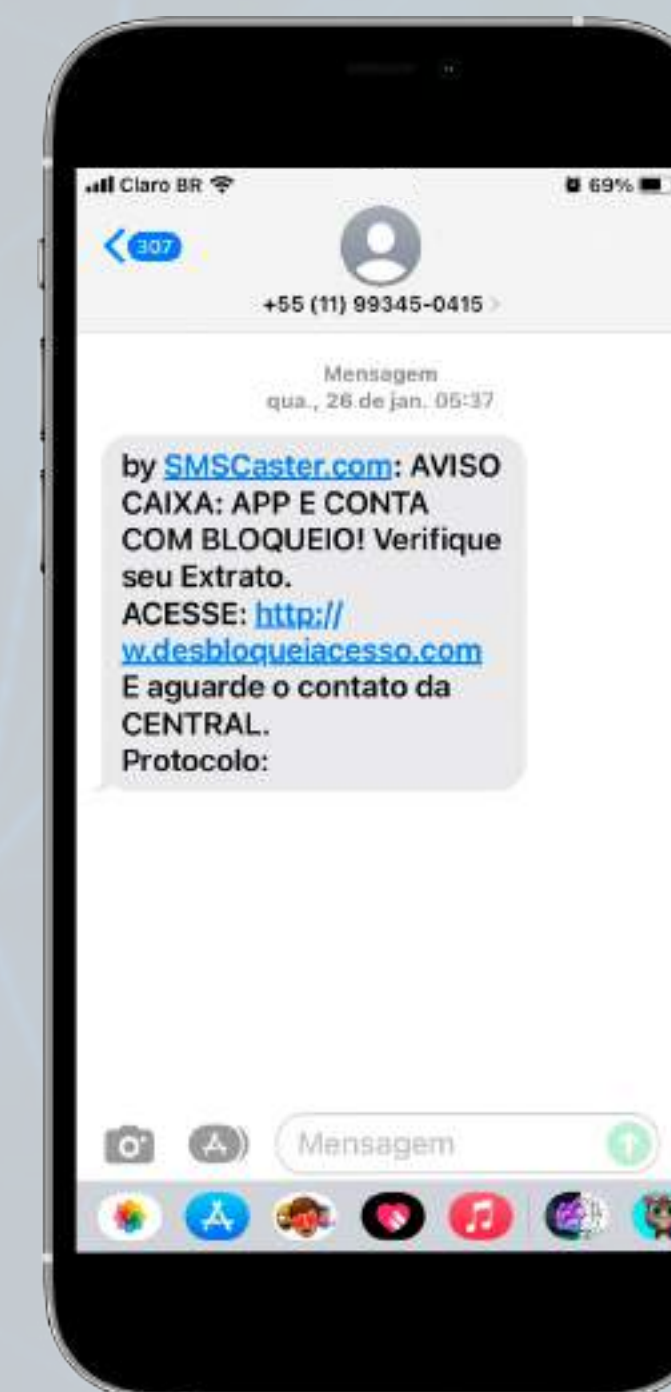 Claro BR
69%
307
+55 (11) 99345-0415 >
Mensagem
qua., 26 de jan. 05:37
by SMSCaster.com: AVISO
CAIXA: APP E CONTA
COM BLOQUEIO! Verifique
seu Extrato.
ACESSE: http://
w.desbloqueiacesso.com
E aguarde o contato da
CENTRAL.
Protocolo:
Mensagem